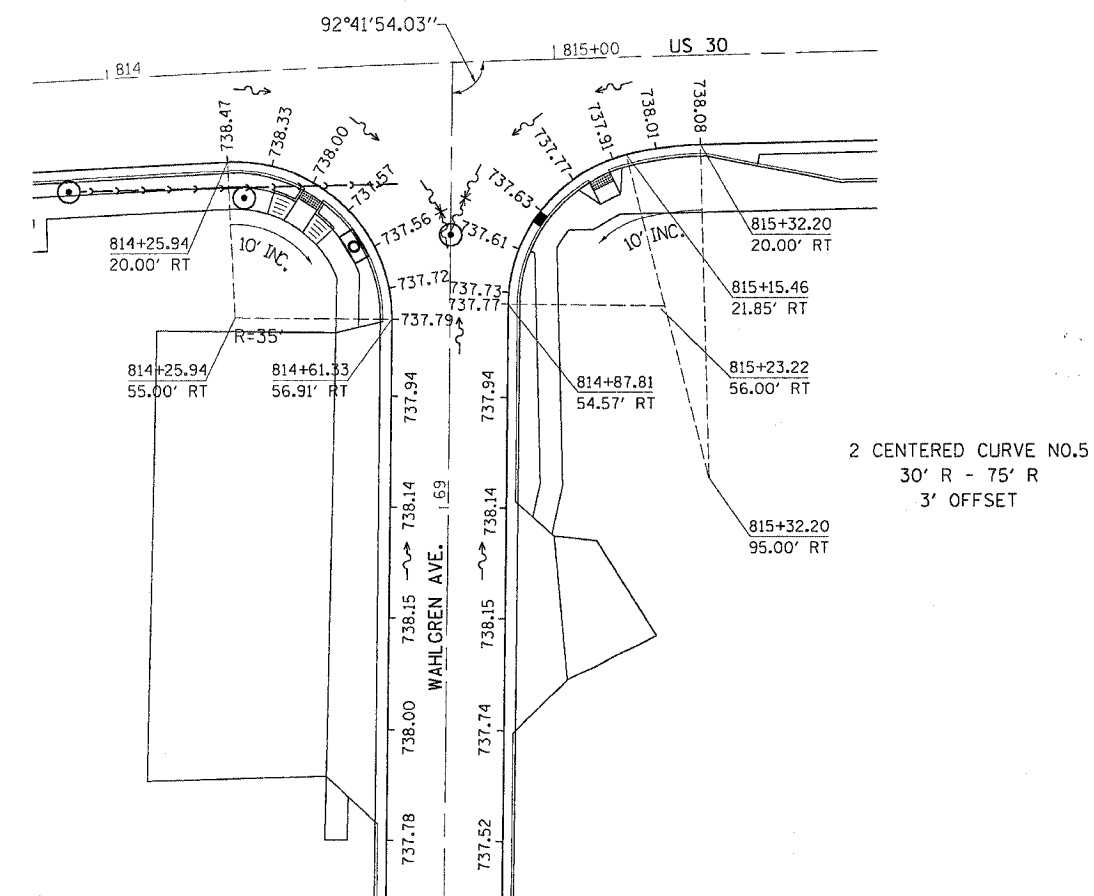 92°41'54.03"
815+00
US 30
814
738.47
738.33
738.00
737.57
737.56
737.72
737.79
737.77
737.63
737.61
737.73
737.77
737.91
738.01
738.08
814+25.94
20.00' RT
10' INC.
10' INC.
815+32.20
20.00' RT
815+15.46
21.85' RT
R=35'
814+25.94
55.00' RT
814+61.33
56.91' RT
814+87.81
54.57' RT
815+23.22
56.00' RT
737.94
737.94
2 CENTERED CURVE NO.5
30' R - 75' R
3' OFFSET
738.14
69
738.14
815+32.20
95.00' RT
WAHLGREN AVE.
738.15
738.15
738.00
737.74
737.78
737.52